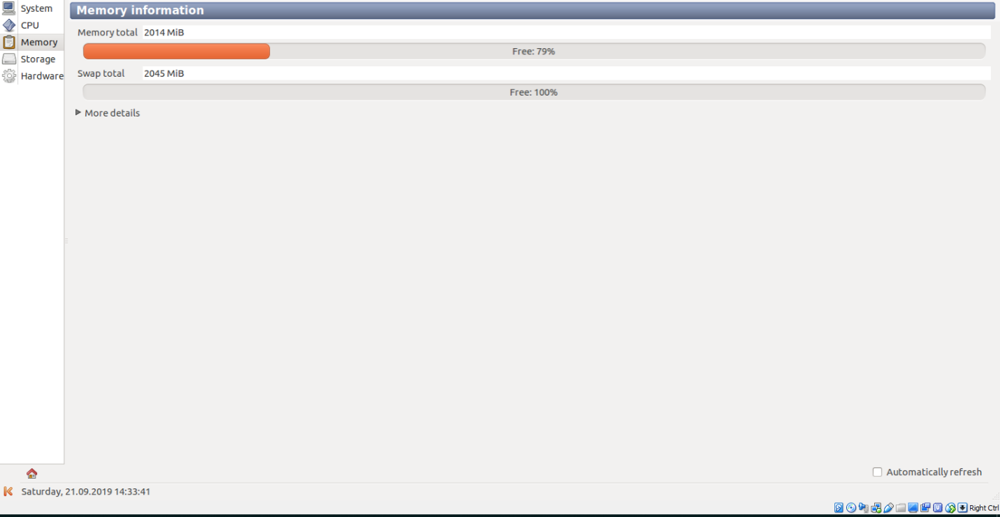 System
CPU
Memory
Storage
Hardware
Memory information
Memory total 2014 MiB
Free: 79%
Swap total 2045 MiB
Free: 100%
More details
Automatically refresh
Saturday, 21.09.2019 14:33:41
Right Ctrl